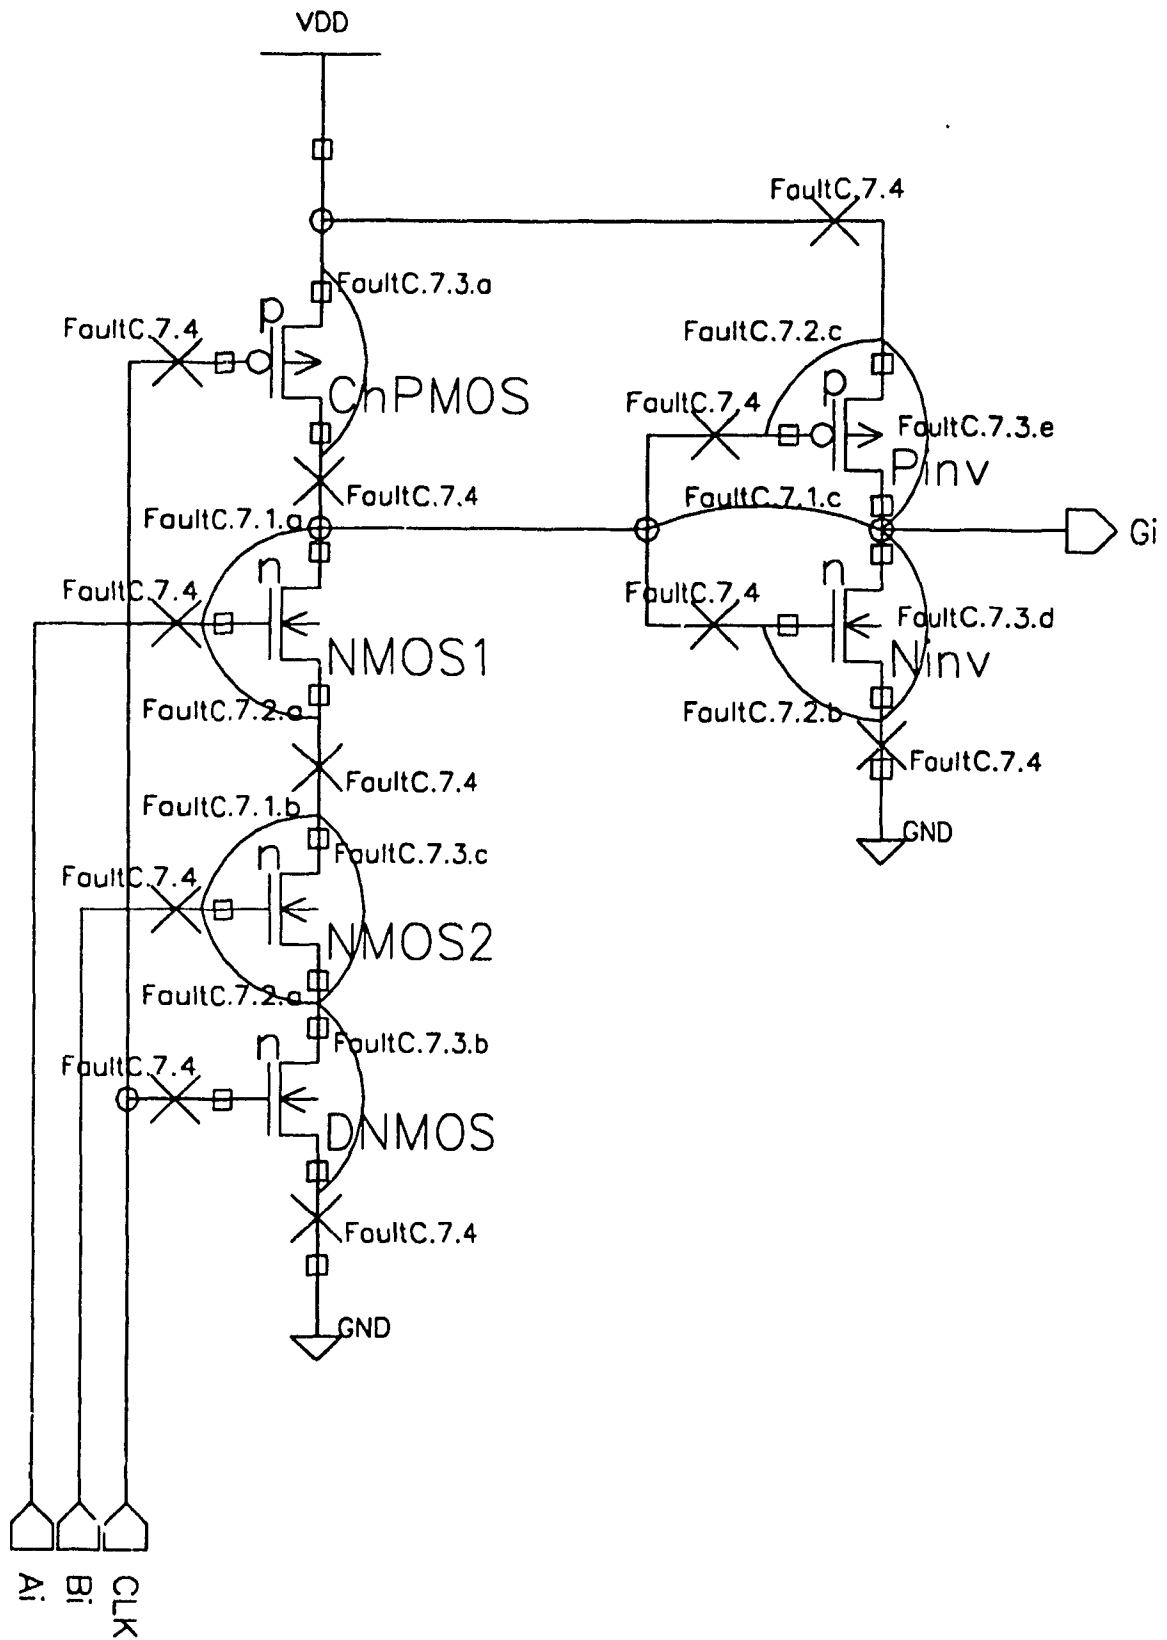 VDD
FaultC.7.4
FaultC.7.3.a
p
FaultC.7.4
FaultC.7.2.c
ChPMOS
p
FaultC.7.4
FaultC.7.3.e
Pinv
FaultC.7.4
FaultC.7.1.c
FaultC.7.1.a
Gi
n
n
FaultC.7.4
FaultC.7.4
FaultC.7.3.d
NMOS1
Ninv
FaultC.7.2.a
FaultC.7.2.b
FaultC.7.4
FaultC.7.4
FaultC.7.1.b
GND
n
FaultC.7.3.c
FaultC.7.4
NMOS2
FaultC.7.2.a
n
FaultC.7.3.b
FaultC.7.4
DNMOS
FaultC.7.4
GND
Ai
Bi
CLK